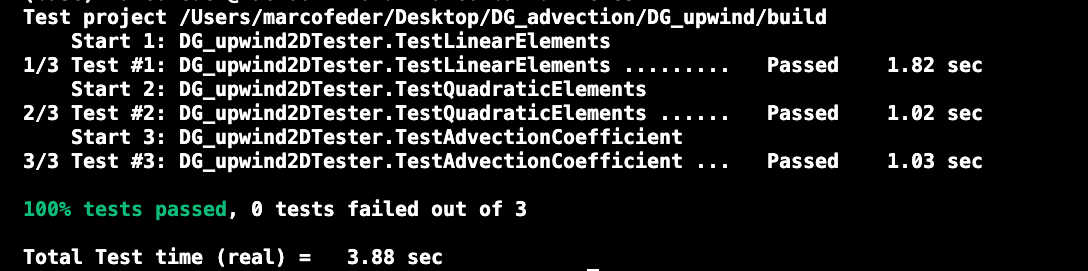 Test project /Users/marcofeder/Desktop/DG_advection/DG_upwind/build
    Start 1: DG_upwind2DTester.TestLinearElements
1/3 Test #1: DG_upwind2DTester.TestLinearElements .........   Passed    1.82 sec
    Start 2: DG_upwind2DTester.TestQuadraticElements
2/3 Test #2: DG_upwind2DTester.TestQuadraticElements ......   Passed    1.02 sec
    Start 3: DG_upwind2DTester.TestAdvectionCoefficient
3/3 Test #3: DG_upwind2DTester.TestAdvectionCoefficient ...   Passed    1.03 sec
100% tests passed, 0 tests failed out of 3
Total Test time (real) =   3.88 sec